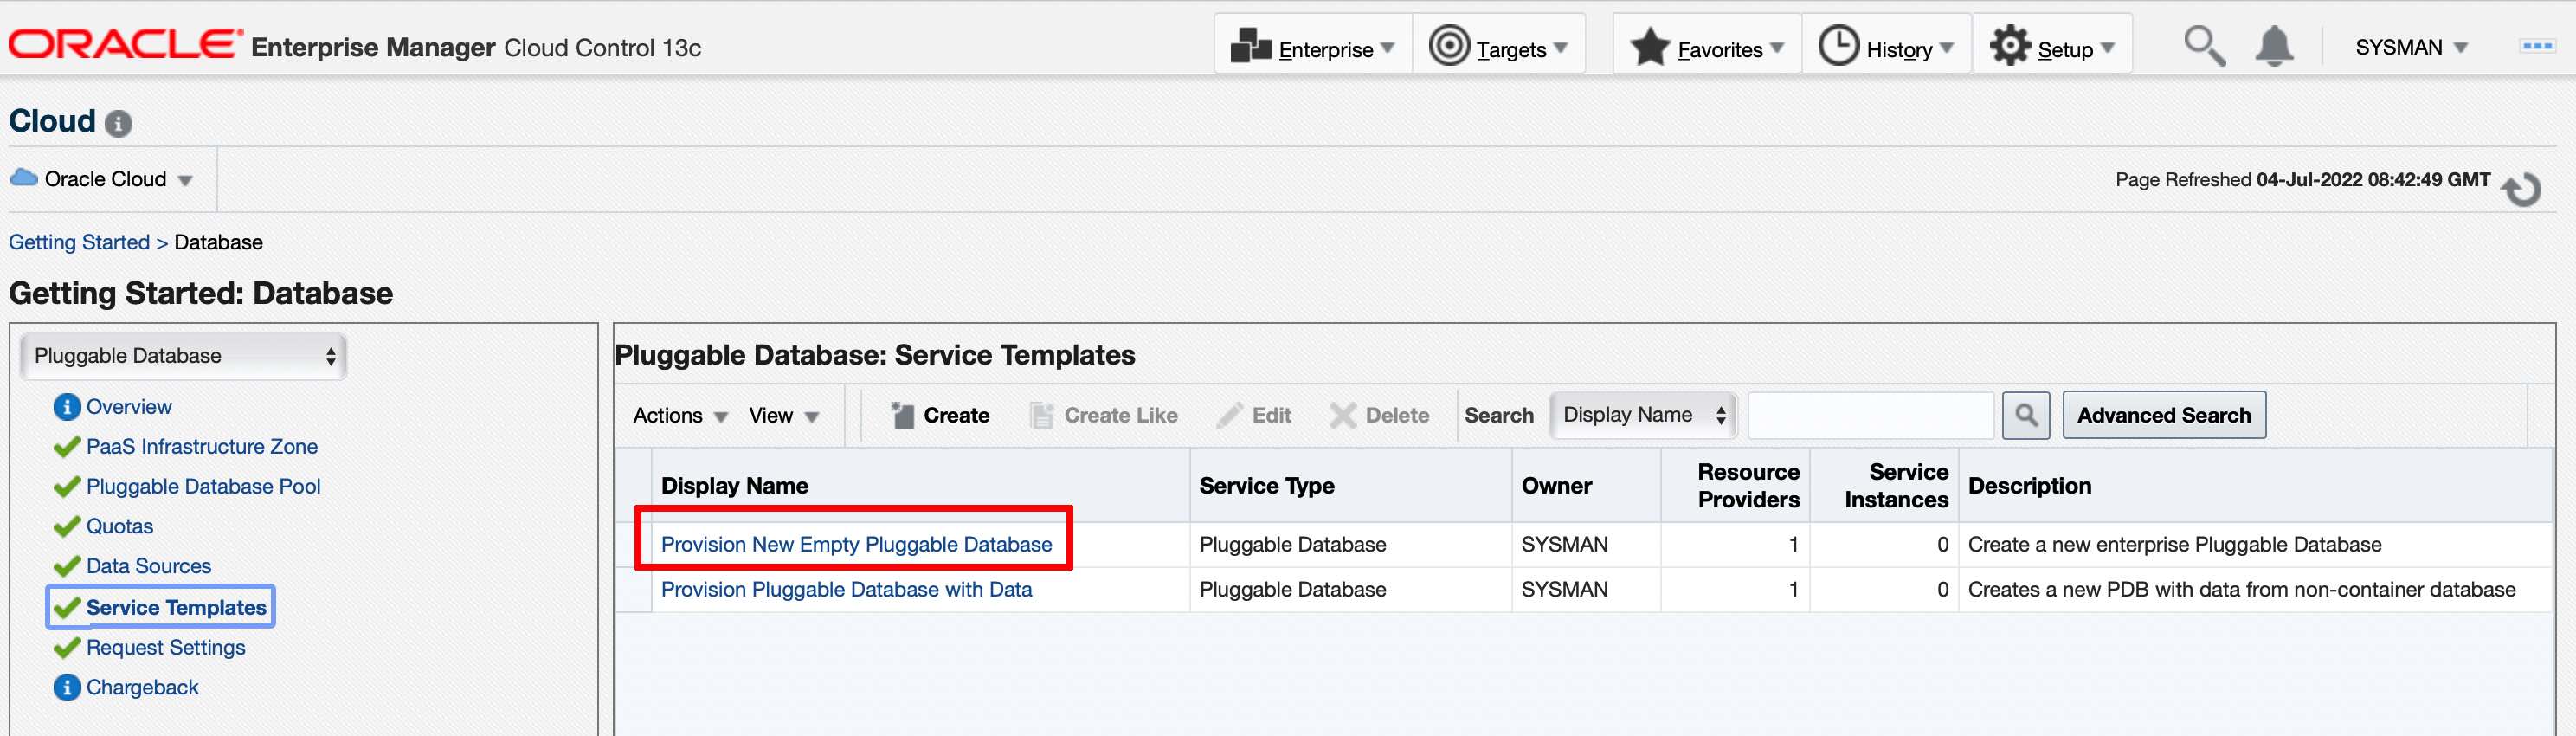 ORACLE® Enterprise Manager Cloud Control 13c Enterprise Targets Favorites History Setup SYSMAN
Cloud
Oracle Cloud Page Refreshed 04-Jul-2022 08:42:49 GMT
Getting Started > Database
Getting Started: Database
Pluggable Database
Overview
PaaS Infrastructure Zone
Pluggable Database Pool
Quotas
Data Sources
Service Templates
Request Settings
Chargeback
Pluggable Database: Service Templates
Actions View Create Create Like Edit Delete Search Display Name Advanced Search
Display Name Service Type Owner Resource Providers Service Instances Description
Provision New Empty Pluggable Database Pluggable Database SYSMAN 1 0 Create a new enterprise Pluggable Database
Provision Pluggable Database with Data Pluggable Database SYSMAN 1 0 Creates a new PDB with data from non-container database